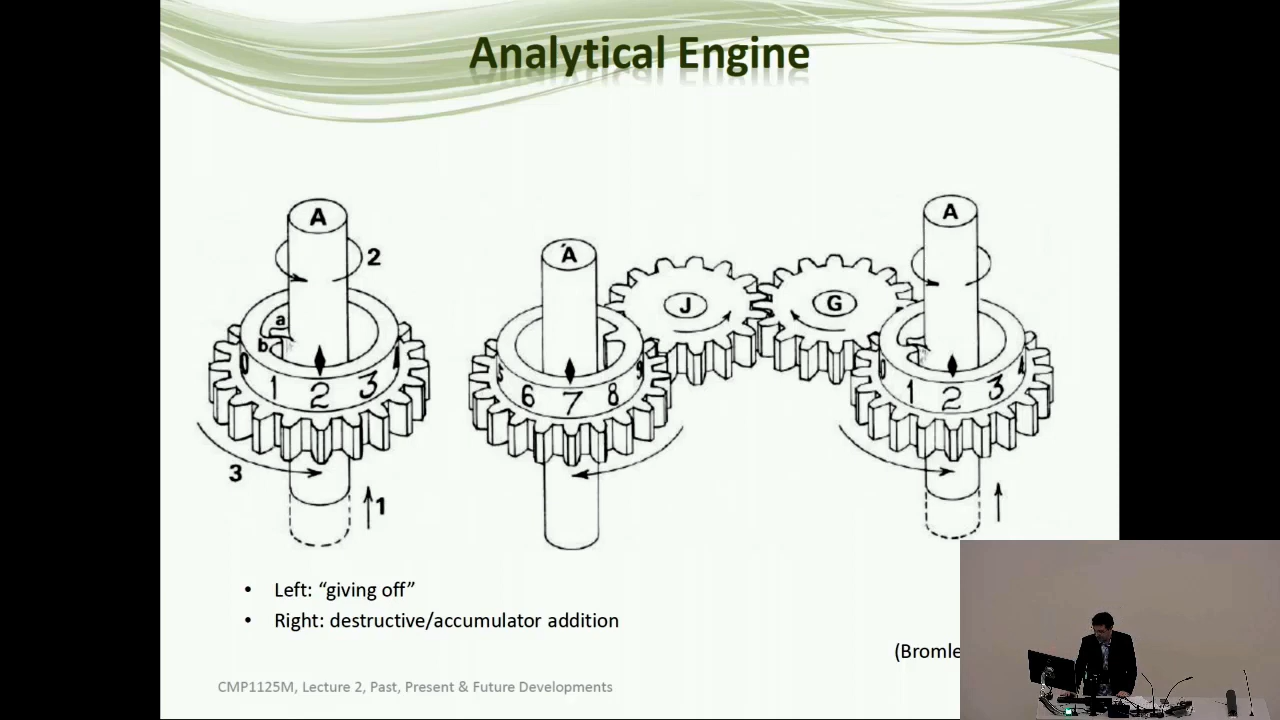 Analytical Engine
A
2
a
b
0 1 2 3 4
3
1
A
5 6 7 8 9
J
G
A
1 2 3 4
• Left: “giving off”
• Right: destructive/accumulator addition
(Bromle
CMP1125M, Lecture 2, Past, Present & Future Developments